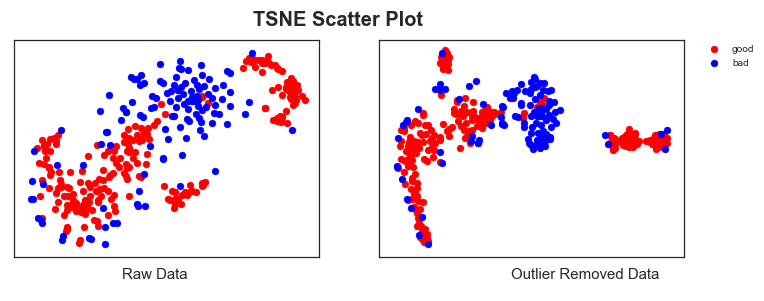 TSNE Scatter Plot
good
bad
Raw Data
Outlier Removed Data